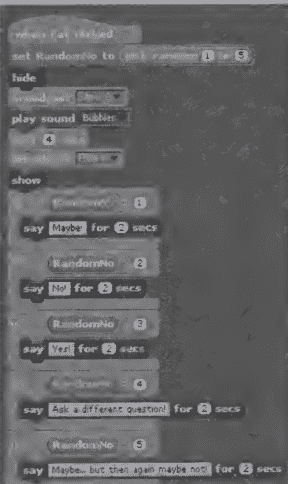 when clicked
set RandomNo to pick random 1 to 5
hide
play sound Bubbles
4
show
RandomNo 1
say Maybe! for 2 secs
RandomNo 2
say No! for 2 secs
RandomNo 3
say Yes! for 2 secs
RandomNo 4
say Ask a different question! for 2 secs
RandomNo 5
say Maybe... but then again maybe not! for 2 secs